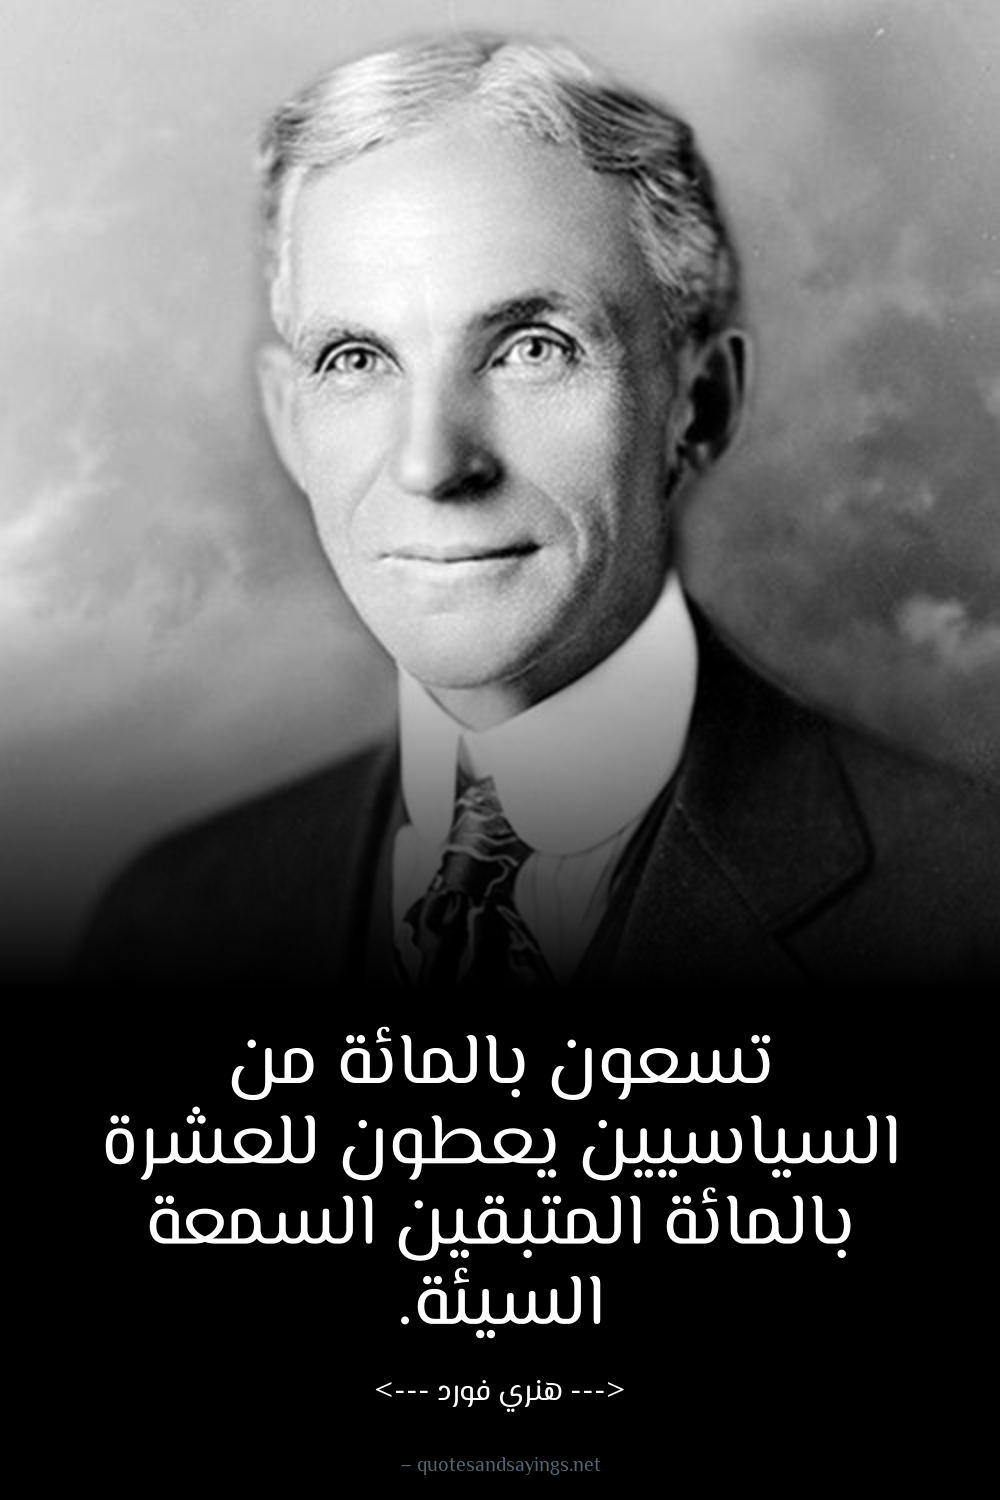 تسعون بالمائة من
السياسيين يعطون للعشرة
بالمائة المتبقين السمعة
السيئة.
<--- هنري فورد --->
– quotesandsayings.net